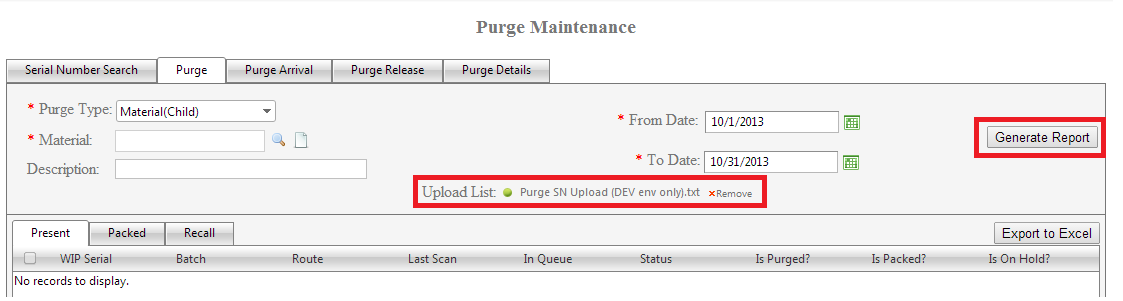 Purge Maintenance
Serial Number Search Purge Purge Arrival Purge Release Purge Details
* Purge Type: Material(Child) * From Date: 10/1/2013 Generate Report
* Material: * To Date: 10/31/2013
Description:
Upload List: Purge SN Upload (DEV env only).txt ×Remove
Present Packed Recall Export to Excel
WIP Serial Batch Route Last Scan In Queue Status Is Purged? Is Packed? Is On Hold?
No records to display.